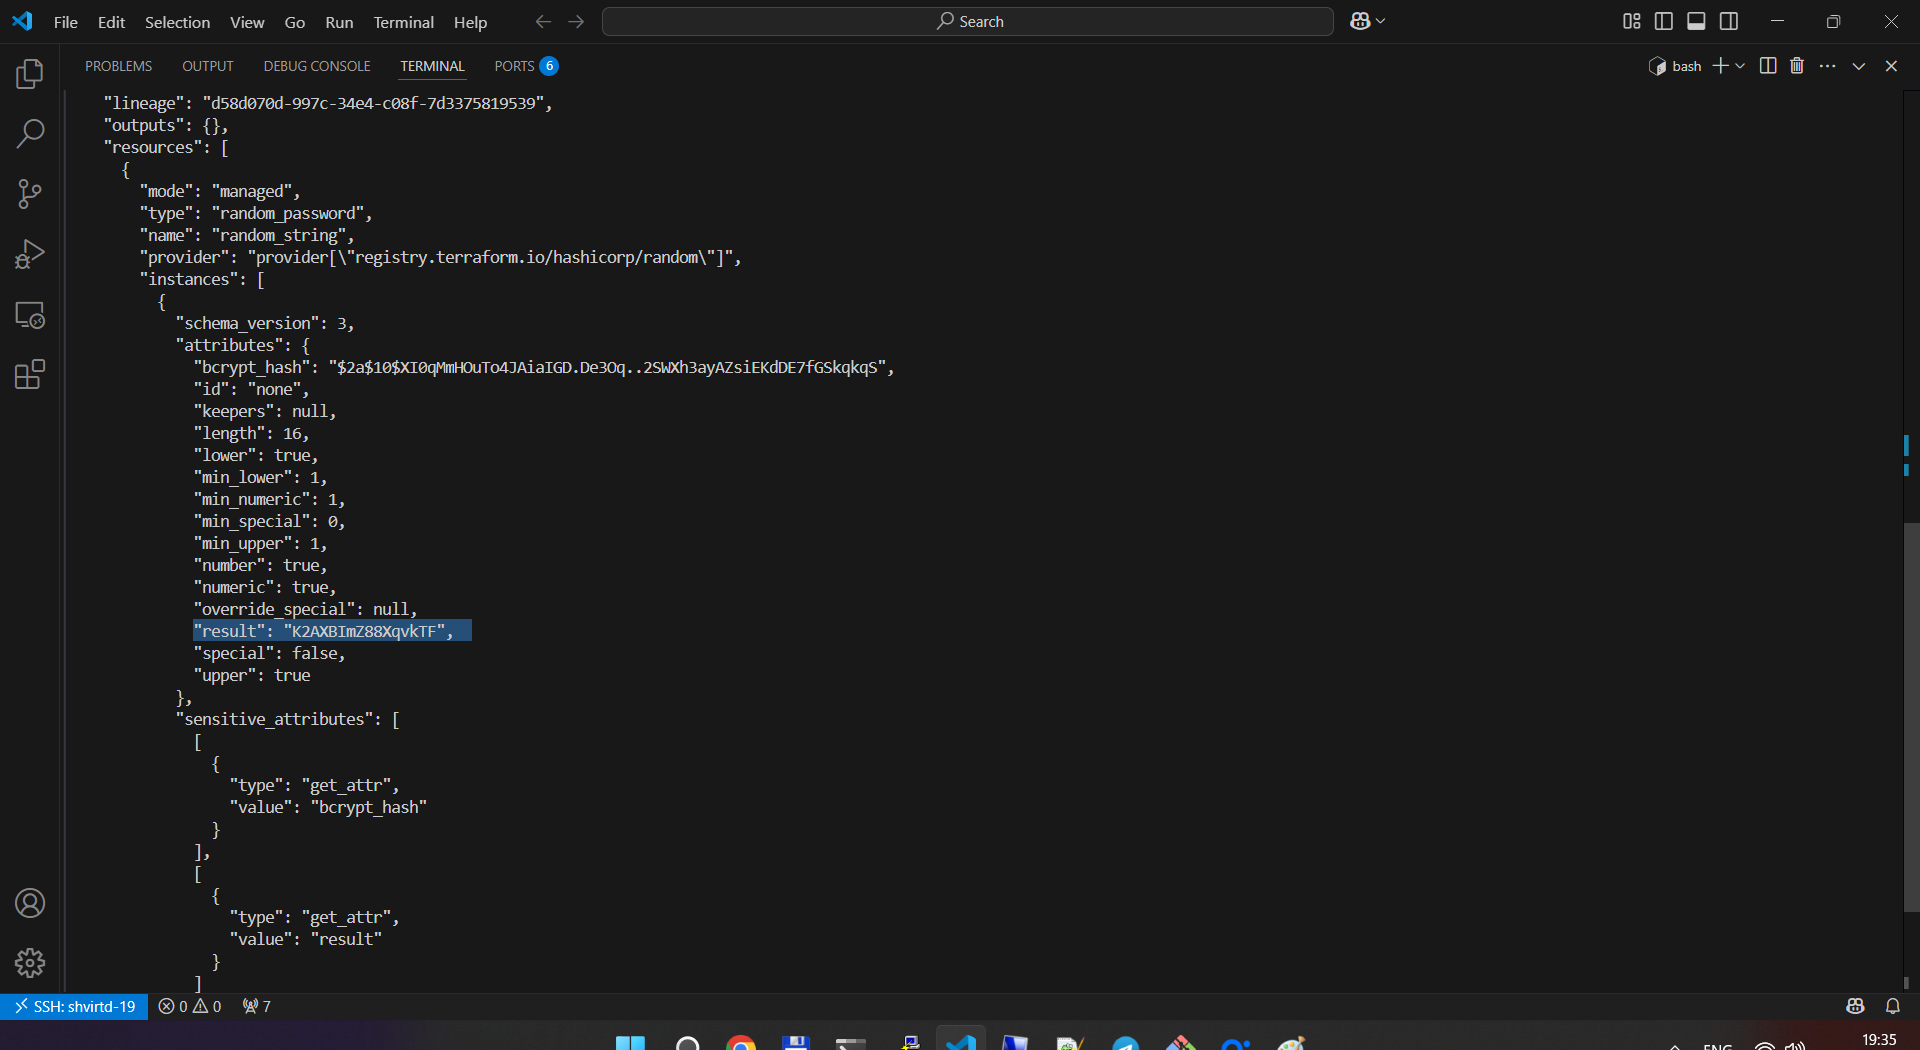 File Edit Selection View Go Run Terminal Help
Search
PROBLEMS OUTPUT DEBUG CONSOLE TERMINAL PORTS 6
bash
"lineage": "d58d070d-997c-34e4-c08f-7d3375819539",
"outputs": {},
"resources": [
{
"mode": "managed",
"type": "random_password",
"name": "random_string",
"provider": "provider[\"registry.terraform.io/hashicorp/random\"]",
"instances": [
{
"schema_version": 3,
"attributes": {
"bcrypt_hash": "$2a$10$XI0qMmHOuTo4JAiaIGD.De3Oq..2SWXh3ayAZsiEKdDE7fGSkqkqS",
"id": "none",
"keepers": null,
"length": 16,
"lower": true,
"min_lower": 1,
"min_numeric": 1,
"min_special": 0,
"min_upper": 1,
"number": true,
"numeric": true,
"override_special": null,
"result": "K2AXBImZ88XqvkTF",
"special": false,
"upper": true
},
"sensitive_attributes": [
[
{
"type": "get_attr",
"value": "bcrypt_hash"
}
],
[
{
"type": "get_attr",
"value": "result"
}
]
SSH: shvirtd-19 0 0 7
ENG 19:35